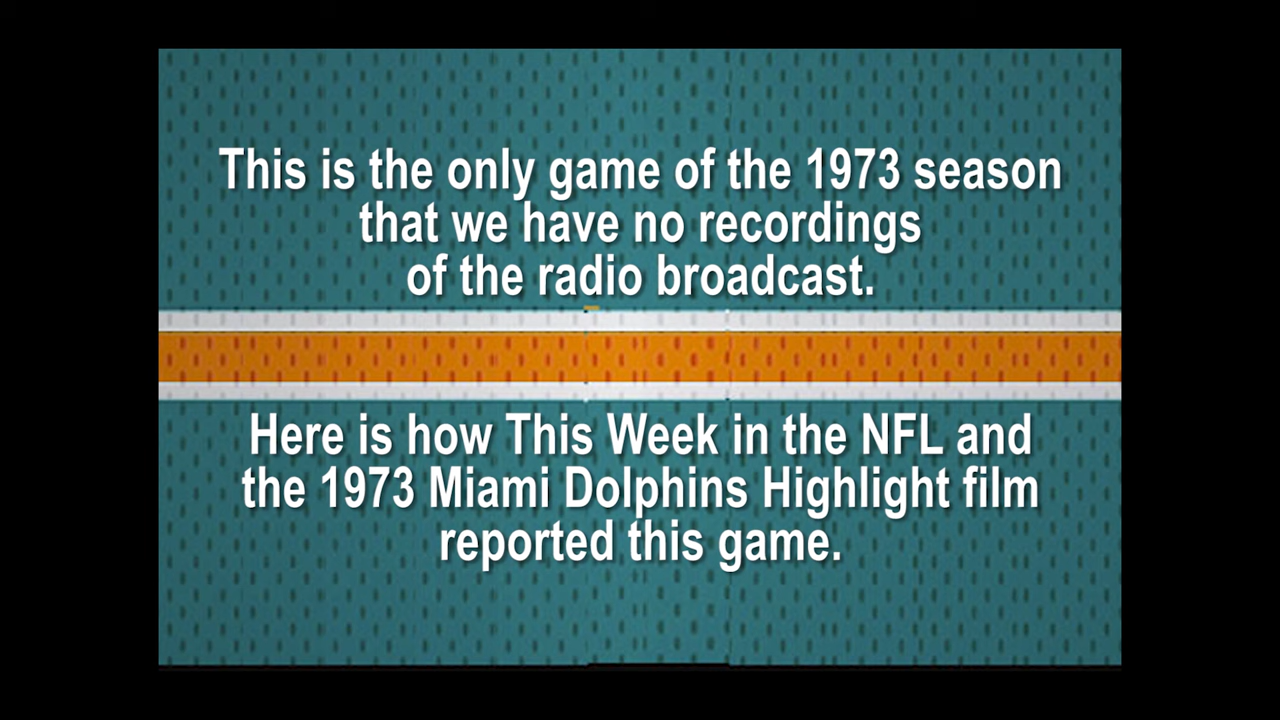 This is the only game of the 1973 season
that we have no recordings
of the radio broadcast.
Here is how This Week in the NFL and
the 1973 Miami Dolphins Highlight film
reported this game.